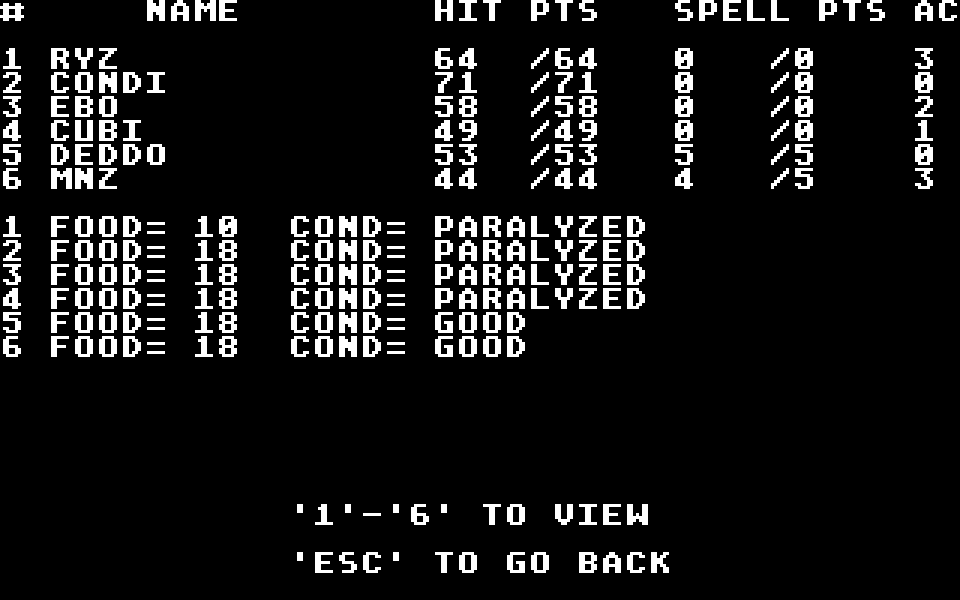 # NAME HIT PTS SPELL PTS AC
1 RYZ 64 /64 0 /0 3
2 CONDI 71 /71 0 /0 0
3 EBO 58 /58 0 /0 2
4 CUBI 49 /49 0 /0 1
5 DEDDO 53 /53 5 /5 0
6 MNZ 44 /44 4 /5 3
1 FOOD= 10 COND= PARALYZED
2 FOOD= 18 COND= PARALYZED
3 FOOD= 18 COND= PARALYZED
4 FOOD= 18 COND= PARALYZED
5 FOOD= 18 COND= GOOD
6 FOOD= 18 COND= GOOD
'1'-'6' TO VIEW
'ESC' TO GO BACK